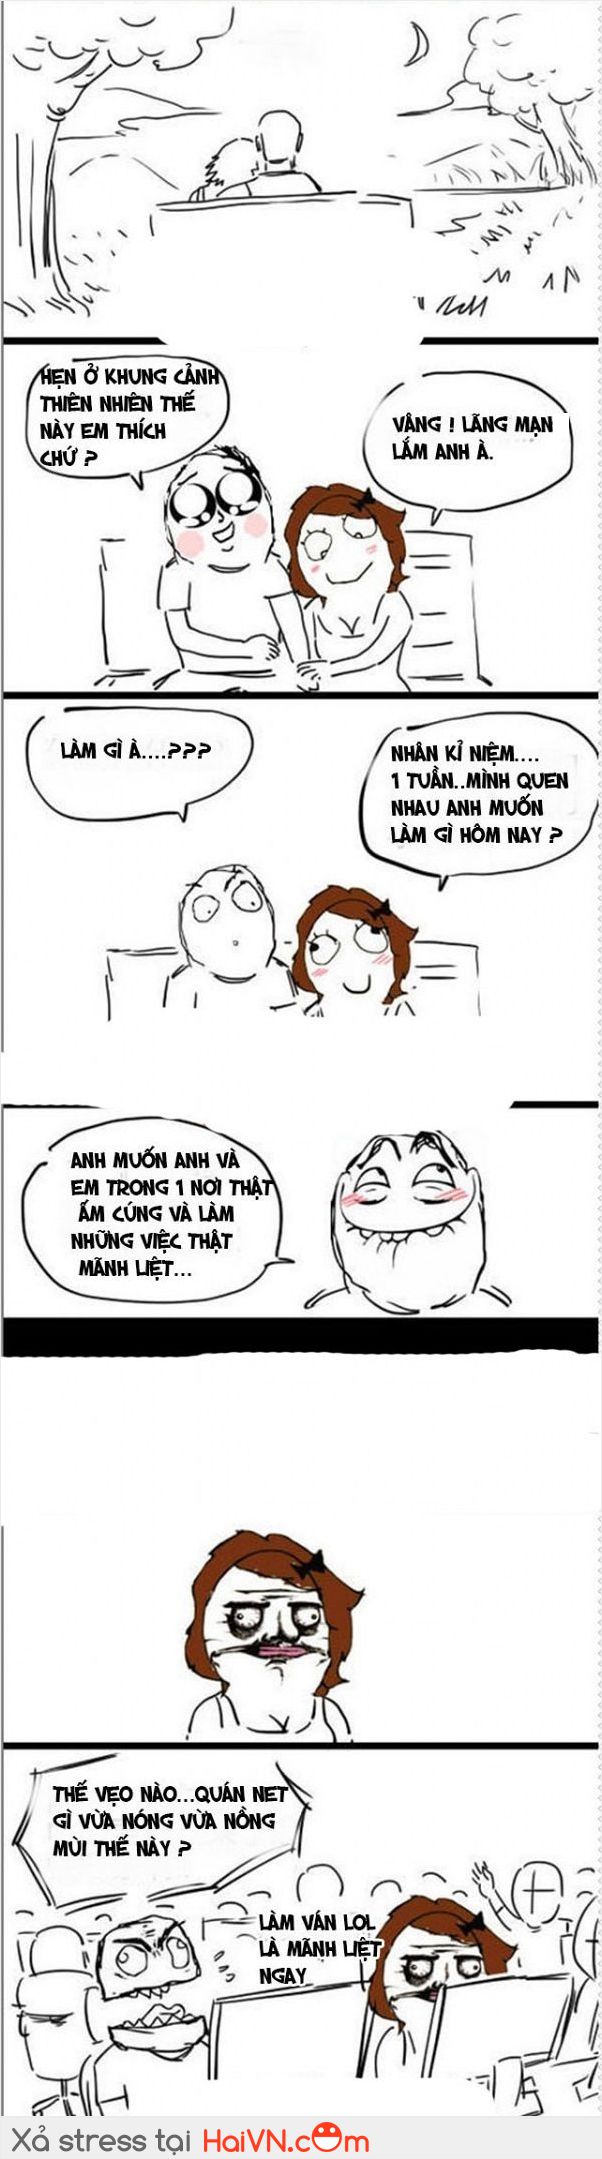 HẸN Ở KHUNG CẢNH
THIÊN NHIÊN THẾ
NÀY EM THÍCH
CHỨ ?
VÂNG ! LÃNG MẠN
LẮM ANH À.
LÀM GÌ À....???
NHÂN KỈ NIỆM....
1 TUẦN..MÌNH QUEN
NHAU ANH MUỐN
LÀM GÌ HÔM NAY ?
ANH MUỐN ANH VÀ
EM TRONG 1 NƠI THẬT
ẤM CÚNG VÀ LÀM
NHỮNG VIỆC THẬT
MÃNH LIỆT...
THẾ VẸO NÀO...QUÁN NET
GÌ VỪA NÓNG VỪA NỒNG
MÙI THẾ NÀY ?
LÀM VÁN LOL
LÀ MÃNH LIỆT
NGAY
Xả stress tại HaiVN.com